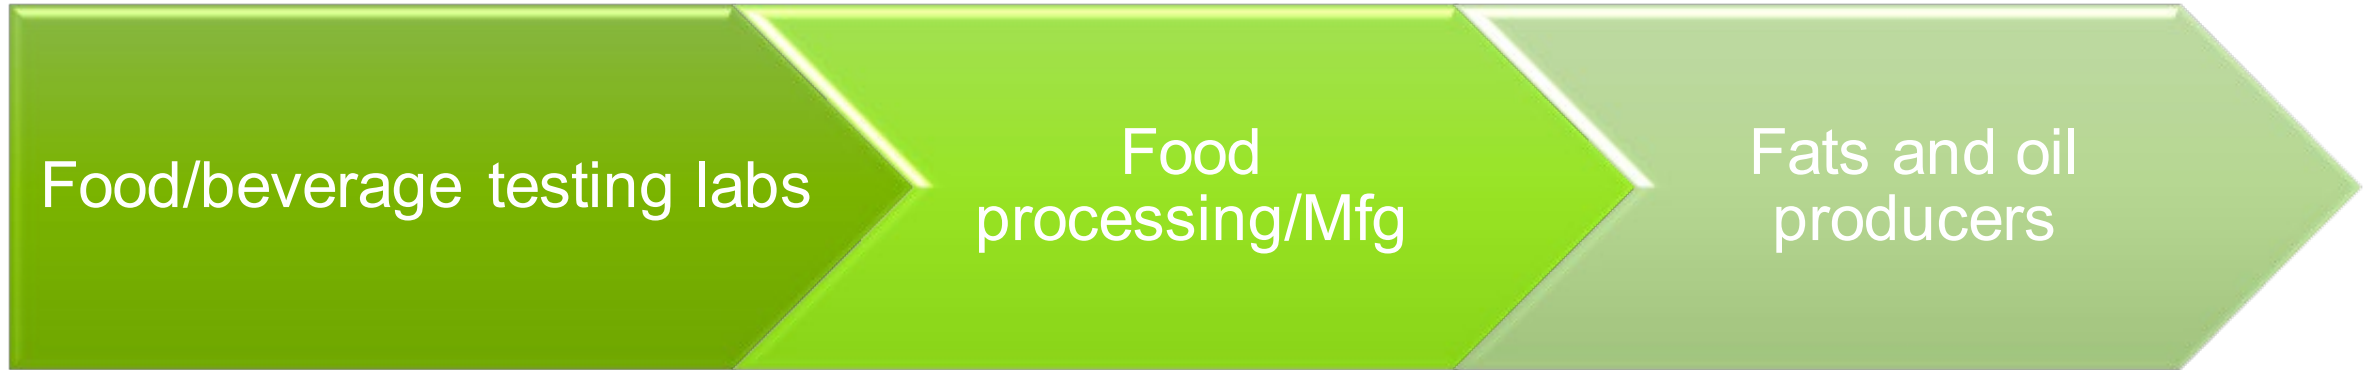 Food/beverage testing labs
Food
processing/Mfg
Fats and oil
producers